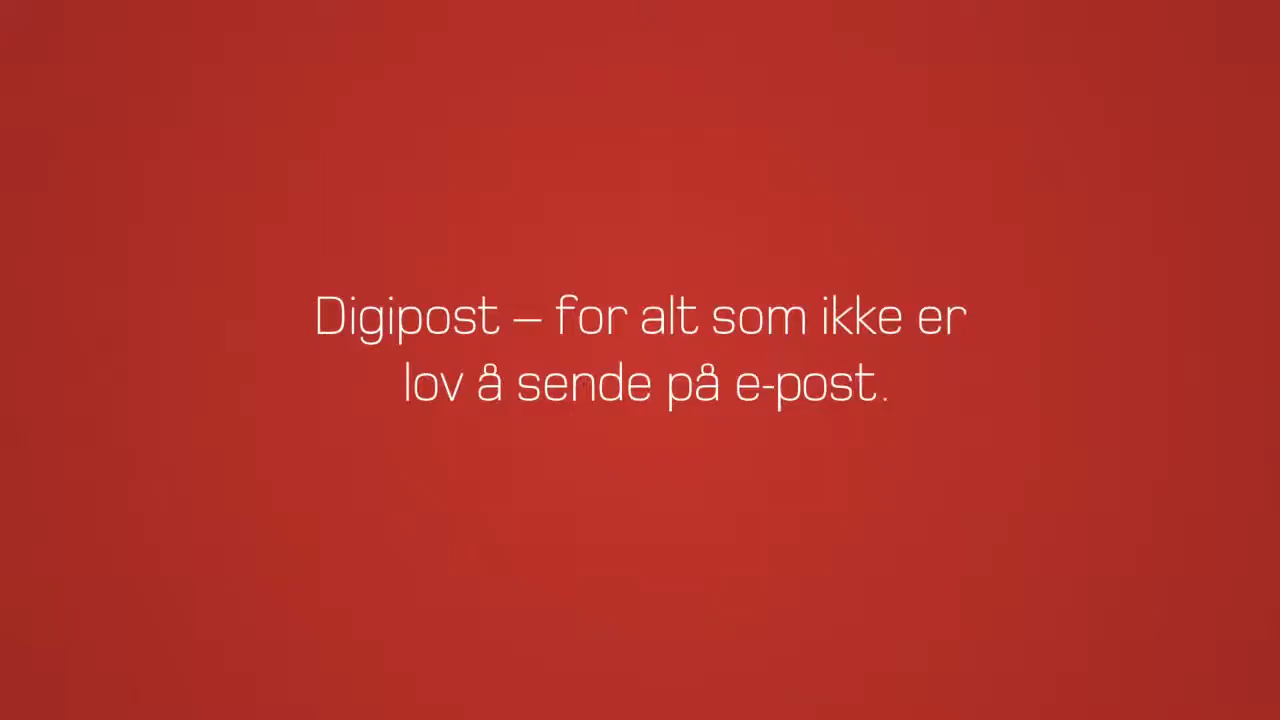 Digipost – for alt som ikke er
lov å sende på e-post.